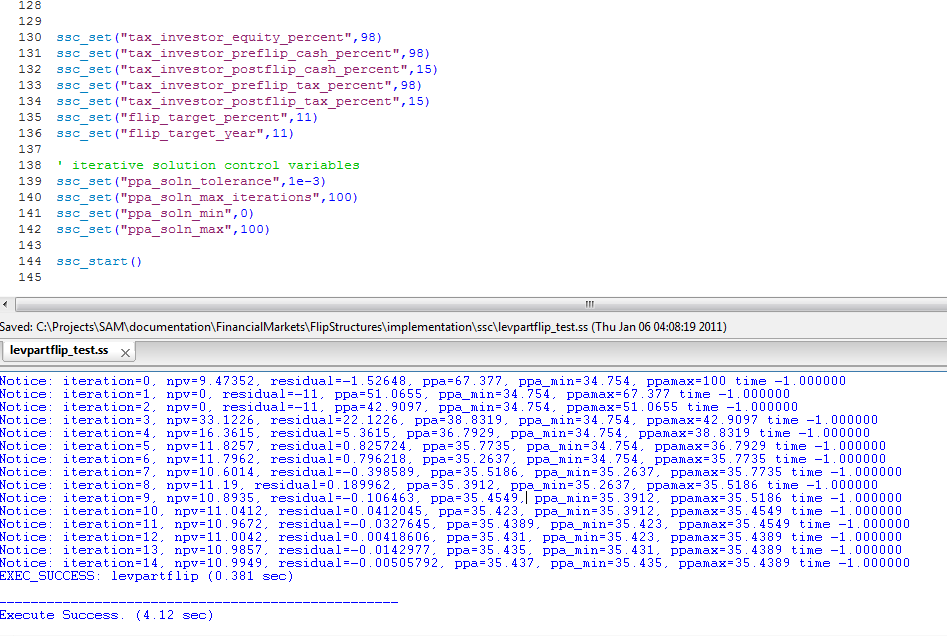 128
129
130 ssc_set("tax_investor_equity_percent",98)
131 ssc_set("tax_investor_preflip_cash_percent",98)
132 ssc_set("tax_investor_postflip_cash_percent",15)
133 ssc_set("tax_investor_preflip_tax_percent",98)
134 ssc_set("tax_investor_postflip_tax_percent",15)
135 ssc_set("flip_target_percent",11)
136 ssc_set("flip_target_year",11)
137
138 ' iterative solution control variables
139 ssc_set("ppa_soln_tolerance",1e-3)
140 ssc_set("ppa_soln_max_iterations",100)
141 ssc_set("ppa_soln_min",0)
142 ssc_set("ppa_soln_max",100)
143
144 ssc_start()
145
Saved: C:\Projects\SAM\documentation\FinancialMarkets\FlipStructures\implementation\ssc\levpartflip_test.ss (Thu Jan 06 04:08:19 2011)
levpartflip_test.ss
Notice: iteration=0, npv=9.47352, residual=-1.52648, ppa=67.377, ppa_min=34.754, ppamax=100 time -1.000000
Notice: iteration=1, npv=0, residual=-11, ppa=51.0655, ppa_min=34.754, ppamax=67.377 time -1.000000
Notice: iteration=2, npv=0, residual=-11, ppa=42.9097, ppa_min=34.754, ppamax=51.0655 time -1.000000
Notice: iteration=3, npv=33.1226, residual=22.1226, ppa=38.8319, ppa_min=34.754, ppamax=42.9097 time -1.000000
Notice: iteration=4, npv=16.3615, residual=5.3615, ppa=36.7929, ppa_min=34.754, ppamax=38.8319 time -1.000000
Notice: iteration=5, npv=11.8257, residual=0.825724, ppa=35.7735, ppa_min=34.754, ppamax=36.7929 time -1.000000
Notice: iteration=6, npv=11.7962, residual=0.796218, ppa=35.2637, ppa_min=34.754, ppamax=35.7735 time -1.000000
Notice: iteration=7, npv=10.6014, residual=-0.398589, ppa=35.5186, ppa_min=35.2637, ppamax=35.7735 time -1.000000
Notice: iteration=8, npv=11.19, residual=0.189962, ppa=35.3912, ppa_min=35.2637, ppamax=35.5186 time -1.000000
Notice: iteration=9, npv=10.8935, residual=-0.106463, ppa=35.4549, ppa_min=35.3912, ppamax=35.5186 time -1.000000
Notice: iteration=10, npv=11.0412, residual=0.0412045, ppa=35.423, ppa_min=35.3912, ppamax=35.4549 time -1.000000
Notice: iteration=11, npv=10.9672, residual=-0.0327645, ppa=35.4389, ppa_min=35.423, ppamax=35.4549 time -1.000000
Notice: iteration=12, npv=11.0042, residual=0.00418606, ppa=35.431, ppa_min=35.423, ppamax=35.4389 time -1.000000
Notice: iteration=13, npv=10.9857, residual=-0.0142977, ppa=35.435, ppa_min=35.431, ppamax=35.4389 time -1.000000
Notice: iteration=14, npv=10.9949, residual=-0.00505792, ppa=35.437, ppa_min=35.435, ppamax=35.4389 time -1.000000
EXEC_SUCCESS: levpartflip (0.381 sec)
---------------------------------------------------
Execute Success. (4.12 sec)